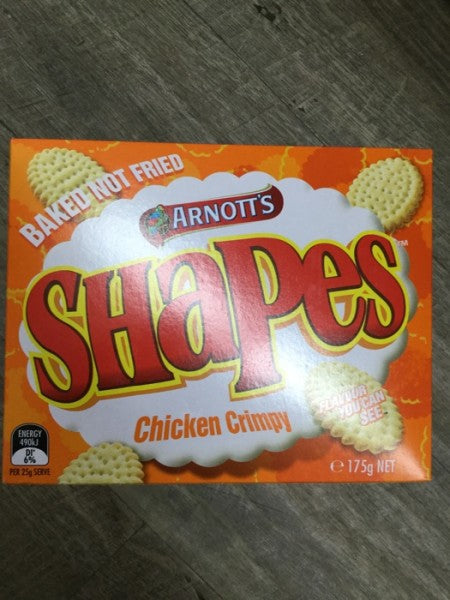 BAKED NOT FRIED
ARNOTT'S
SHapes
TM
Chicken Crimpy
FLAVOUR
YOU CAN
SEE
ENERGY
490kJ
DI*
6%
PER 25g SERVE
℮ 175g NET